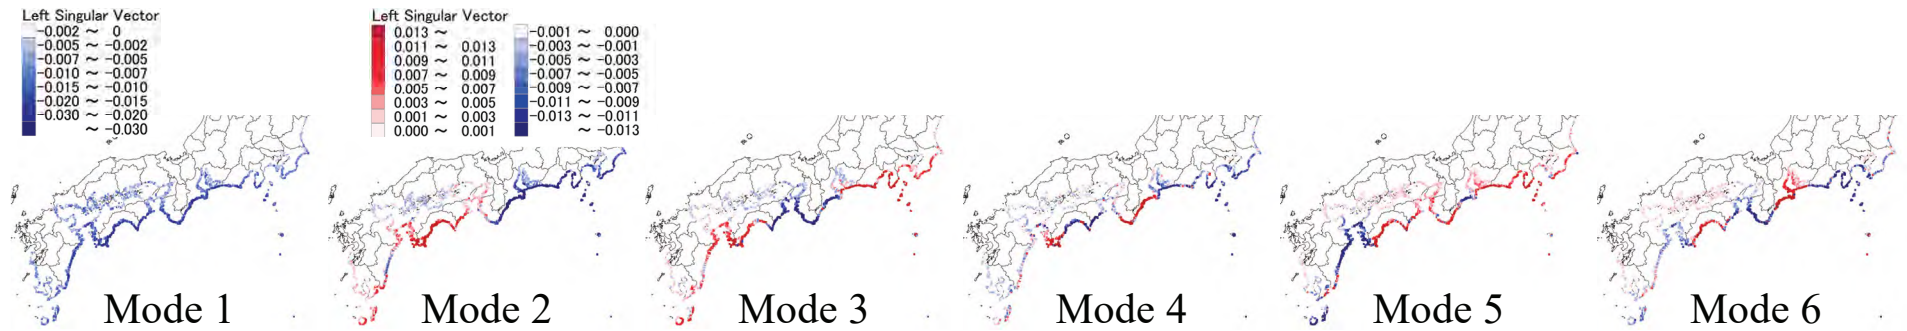 Left Singular Vector
-0.002 ~ 0
-0.005 ~ -0.002
-0.007 ~ -0.005
-0.010 ~ -0.007
-0.015 ~ -0.010
-0.020 ~ -0.015
-0.030 ~ -0.020
~ -0.030
Left Singular Vector
0.013 ~
0.011 ~ 0.013
0.009 ~ 0.011
0.007 ~ 0.009
0.005 ~ 0.007
0.003 ~ 0.005
0.001 ~ 0.003
0.000 ~ 0.001
-0.001 ~ 0.000
-0.003 ~ -0.001
-0.005 ~ -0.003
-0.007 ~ -0.005
-0.009 ~ -0.007
-0.011 ~ -0.009
-0.013 ~ -0.011
~ -0.013
Mode 1
Mode 2
Mode 3
Mode 4
Mode 5
Mode 6